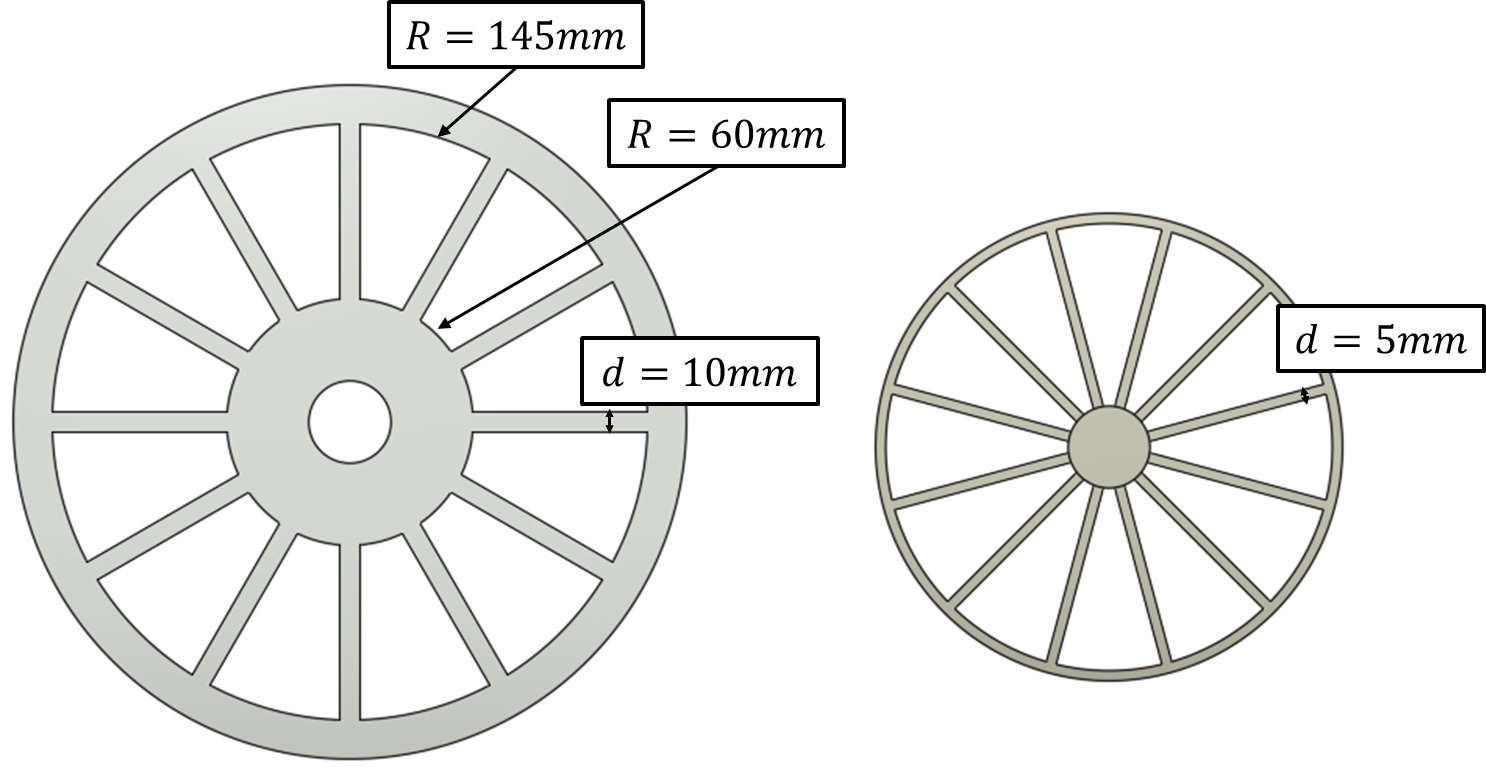 R = 145mm
R = 60mm
d = 10mm
d = 5mm